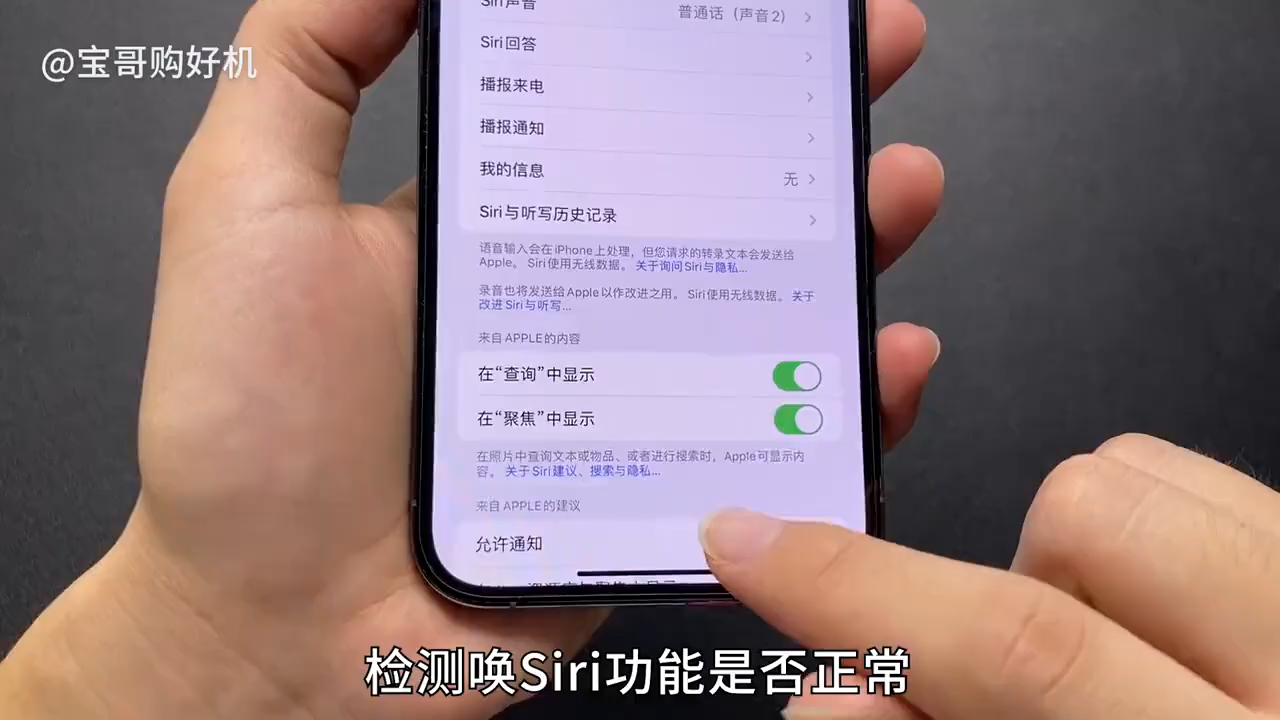 @宝哥购好机
Siri声音
普通话（声音2）
Siri回答
播报来电
播报通知
我的信息
无
Siri与听写历史记录
语音输入会在iPhone上处理，但您请求的转录文本会发送给
Apple。 Siri使用无线数据。 关于询问Siri与隐私...
录音也将发送给Apple以作改进之用。 Siri使用无线数据。 关于
改进Siri与听写...
来自APPLE的内容
在“查询”中显示
在“聚焦”中显示
在照片中查询文本或物品、或者进行搜索时，Apple可显示内
容。 关于Siri建议、搜索与隐私...
来自APPLE的建议
允许通知
检测唤Siri功能是否正常